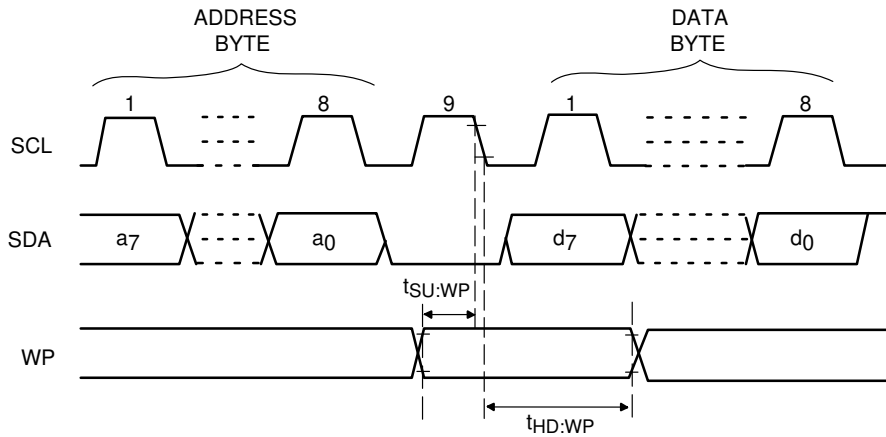 ADDRESS
BYTE
DATA
BYTE
1 8 9 1 8
SCL
SDA a7 a0 d7 d0
tSU:WP
WP
tHD:WP